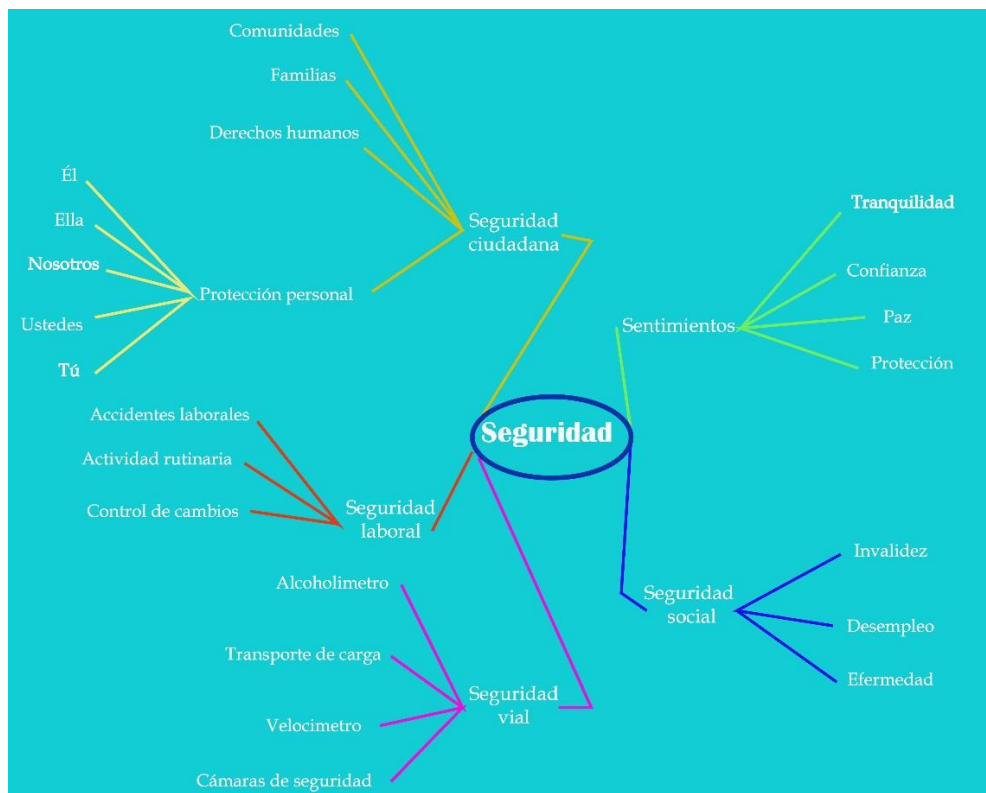 Comunidades
Familias
Derechos humanos
Seguridad
ciudadana
Protección personal
Él
Ella
Nosotros
Ustedes
Tú
Tranquilidad
Confianza
Sentimientos
Paz
Protección
Seguridad
Accidentes laborales
Actividad rutinaria
Control de cambios
Seguridad
laboral
Invalidez
Seguridad
social
Desempleo
Efermedad
Alcoholimetro
Transporte de carga
Seguridad
vial
Velocimetro
Cámaras de seguridad